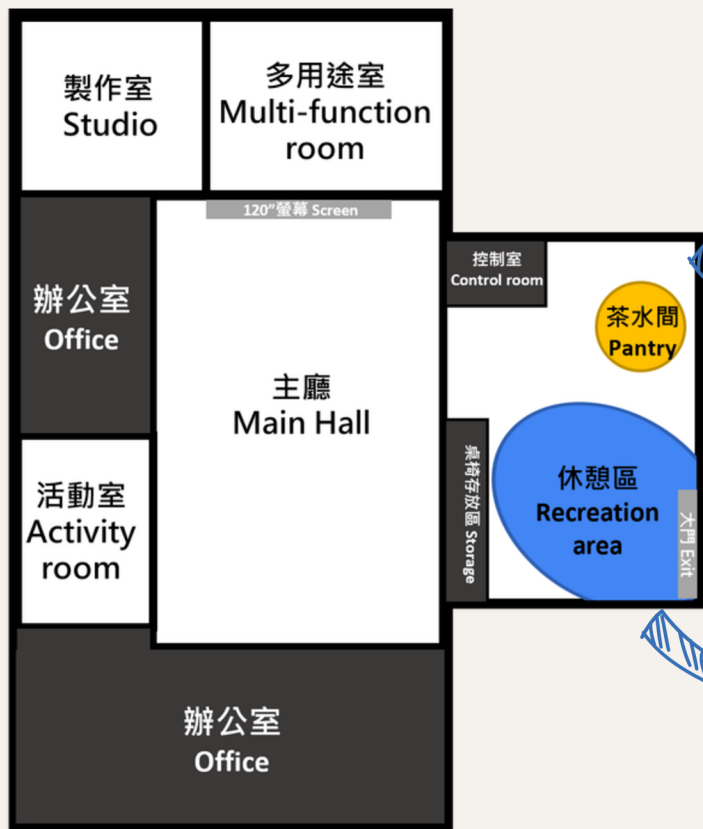 製作室
Studio
多用途室
Multi-function
room
120"螢幕 Screen
辦公室
Office
主廳
Main Hall
控制室
Control room
茶水間
Pantry
活動室
Activity
room
桌椅存放區 Storage
休憩區
Recreation
area
大門 Exit
辦公室
Office